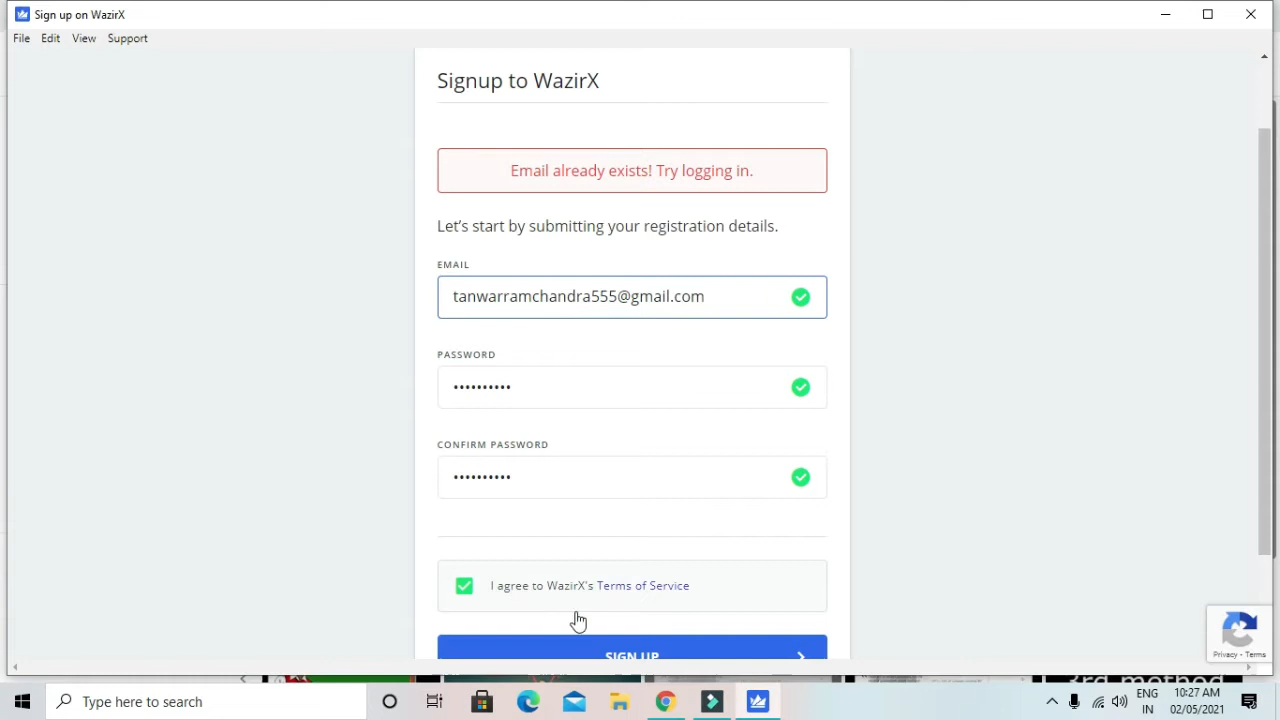 Sign up on WazirX
File Edit View Support
Signup to WazirX
Email already exists! Try logging in.
Let's start by submitting your registration details.
EMAIL
tanwarramchandra555@gmail.com
PASSWORD
••••••••••
CONFIRM PASSWORD
••••••••••
I agree to WazirX's Terms of Service
SIGN UP
Privacy - Terms
3rd method
Type here to search
ENG
IN
10:27 AM
02/05/2021